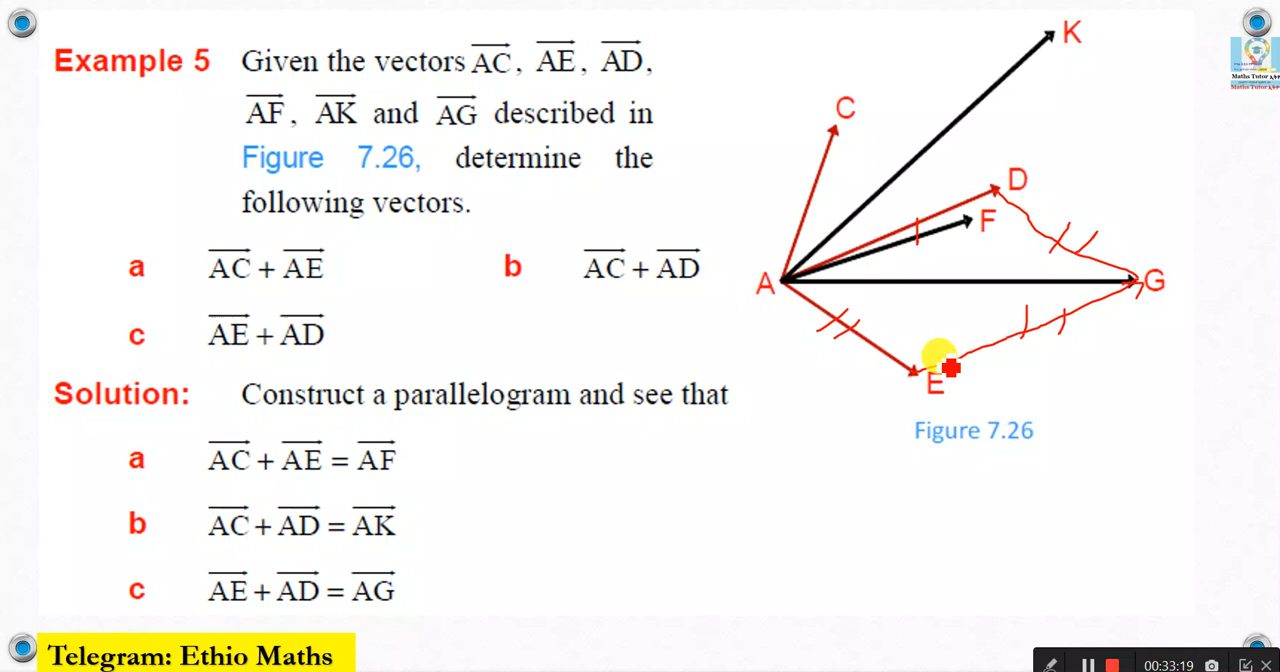 Example 5 Given the vectors AC, AE, AD,
AF, AK and AG described in
Figure 7.26, determine the
following vectors.
a AC + AE b AC + AD
c AE + AD
Solution: Construct a parallelogram and see that
a AC + AE = AF
b AC + AD = AK
c AE + AD = AG
K
C
D
F
A
G
E
Figure 7.26
Maths Tutor
Telegram: Ethio Maths
00:33:19